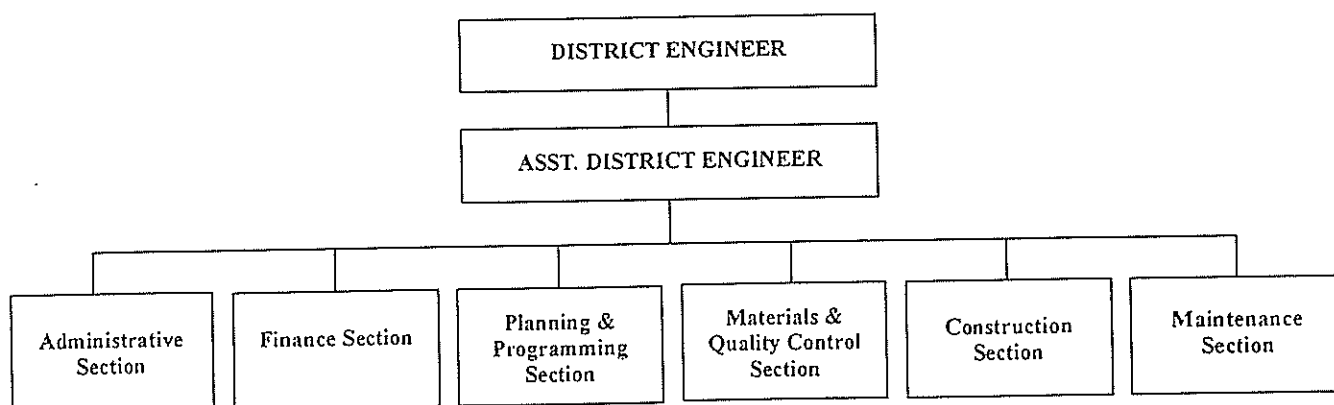 DISTRICT ENGINEER
ASST. DISTRICT ENGINEER
Administrative
Section
Finance Section
Planning &
Programming
Section
Materials &
Quality Control
Section
Construction
Section
Maintenance
Section